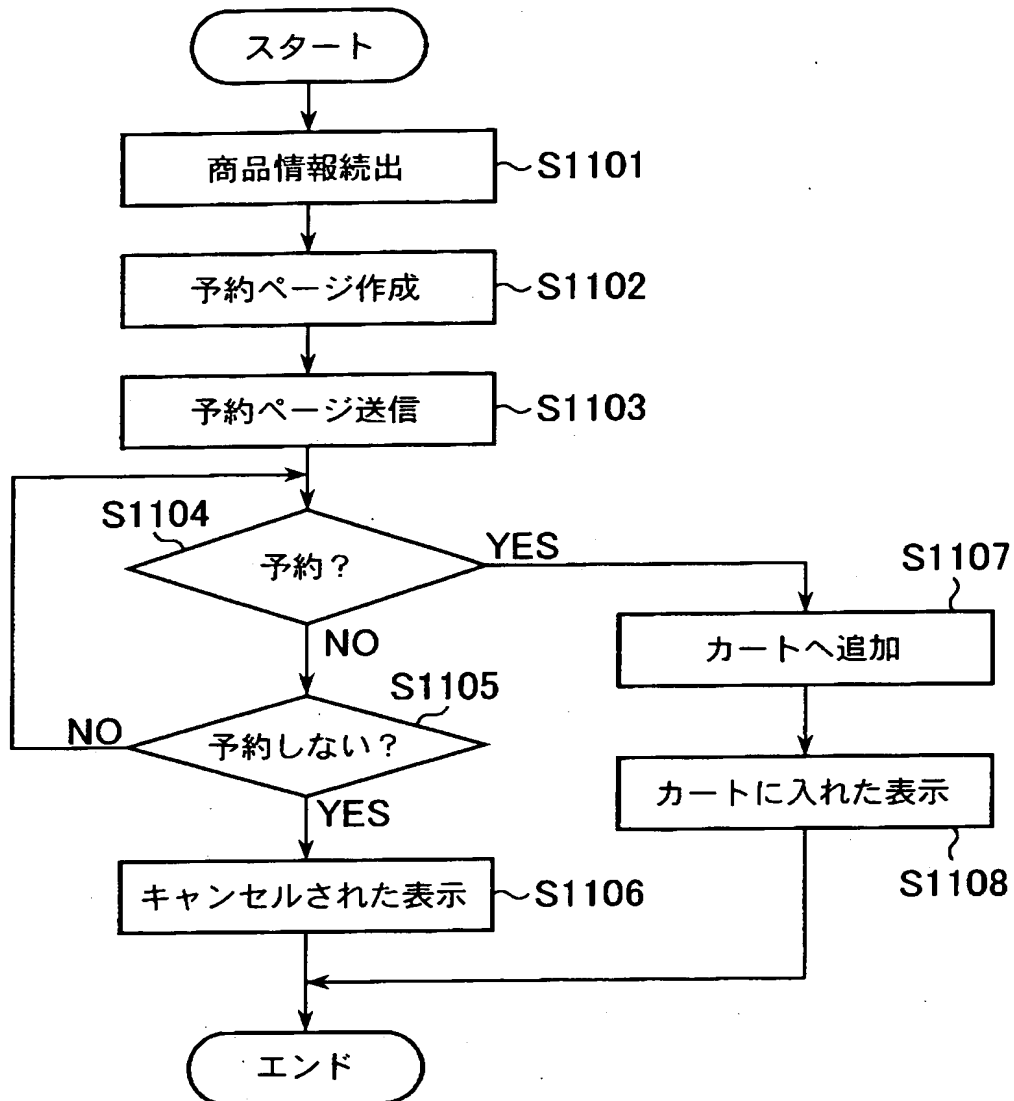 スタート
商品情報続出
S1101
予約ページ作成
S1102
予約ページ送信
S1103
S1104
予約？
YES
NO
S1105
予約しない？
NO
YES
キャンセルされた表示
S1106
S1107
カートへ追加
カートに入れた表示
S1108
エンド